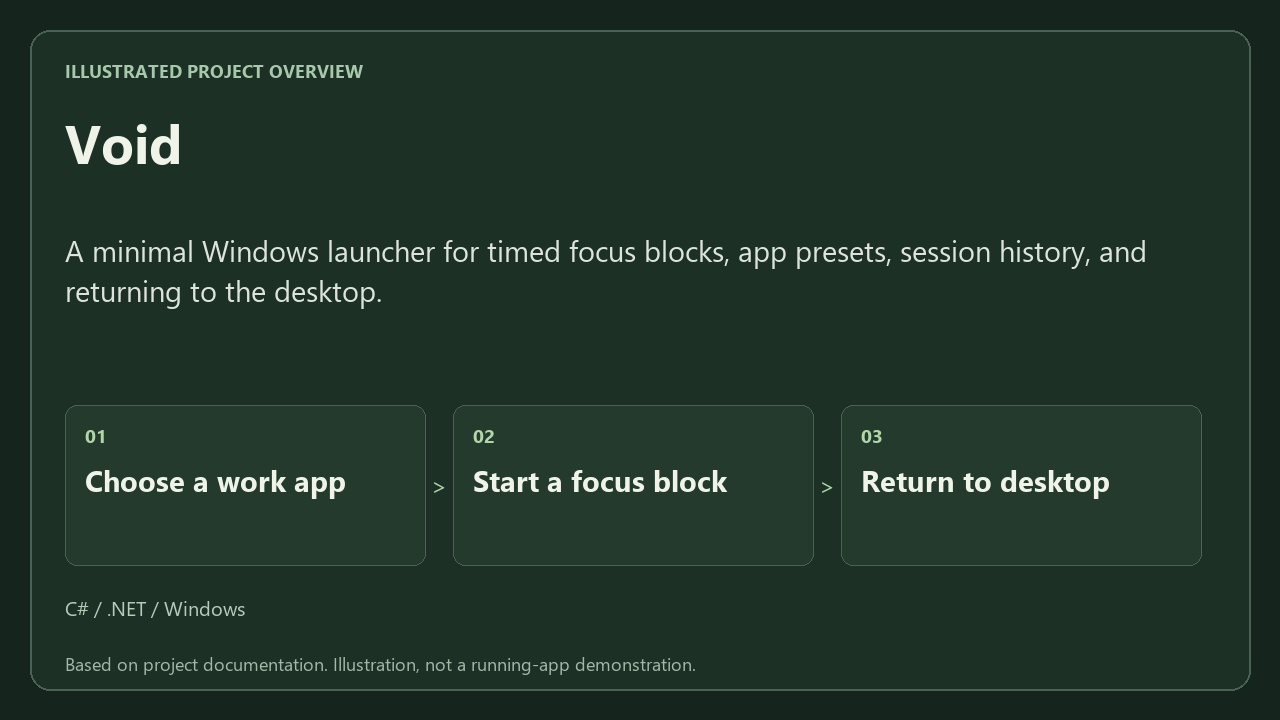 ILLUSTRATED PROJECT OVERVIEW
Void
A minimal Windows launcher for timed focus blocks, app presets, session history, and
returning to the desktop.
01
Choose a work app
>
02
Start a focus block
>
03
Return to desktop
C# / .NET / Windows
Based on project documentation. Illustration, not a running-app demonstration.